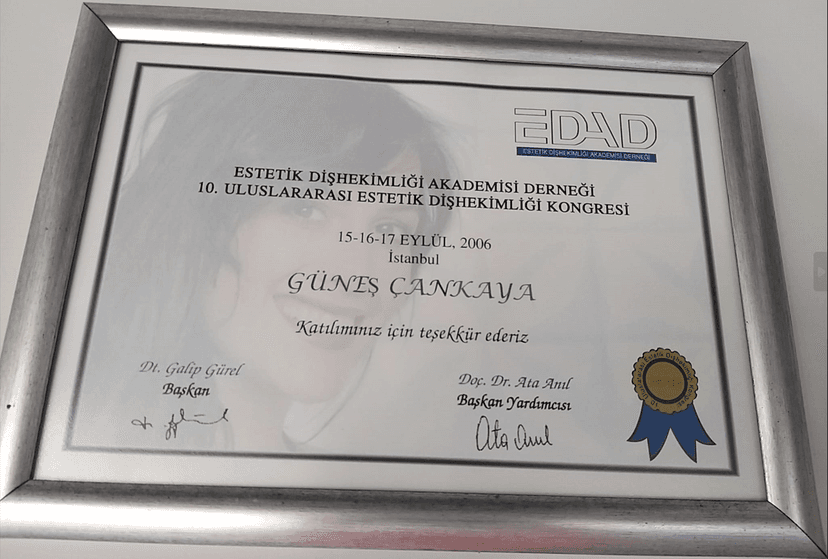 EDAD
ESTETİK DİŞHEKİMLİĞİ AKADEMİSİ DERNEĞİ
ESTETİK DİŞHEKİMLİĞİ AKADEMİSİ DERNEĞİ
10. ULUSLARARASI ESTETİK DİŞHEKİMLİĞİ KONGRESİ
15-16-17 EYLÜL, 2006
İstanbul
GÜNEŞ ÇANKAYA
Katılımınız için teşekkür ederiz
Dt. Galip Gürel
Başkan
Doç. Dr. Ata Anıl
Başkan Yardımcısı
Ata Anıl